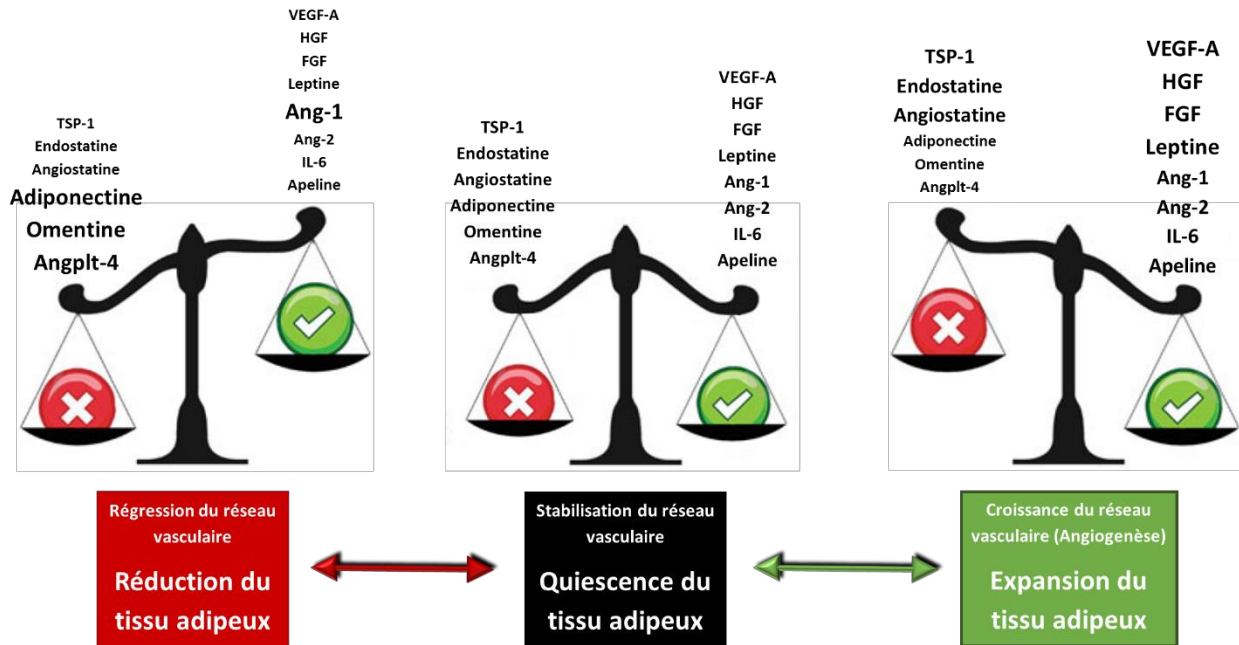 TSP-1
Endostatine
Angiostatine
Adiponectine
Omentine
Angplt-4
VEGF-A
HGF
FGF
Leptine
Ang-1
Ang-2
IL-6
Apeline
TSP-1
Endostatine
Angiostatine
Adiponectine
Omentine
Angplt-4
VEGF-A
HGF
FGF
Leptine
Ang-1
Ang-2
IL-6
Apeline
TSP-1
Endostatine
Angiostatine
Adiponectine
Omentine
Angplt-4
VEGF-A
HGF
FGF
Leptine
Ang-1
Ang-2
IL-6
Apeline
Régression du réseau
vasculaire
Réduction du
tissu adipeux
Stabilisation du réseau
vasculaire
Quiescence du
tissu adipeux
Croissance du réseau
vasculaire (Angiogenèse)
Expansion du
tissu adipeux